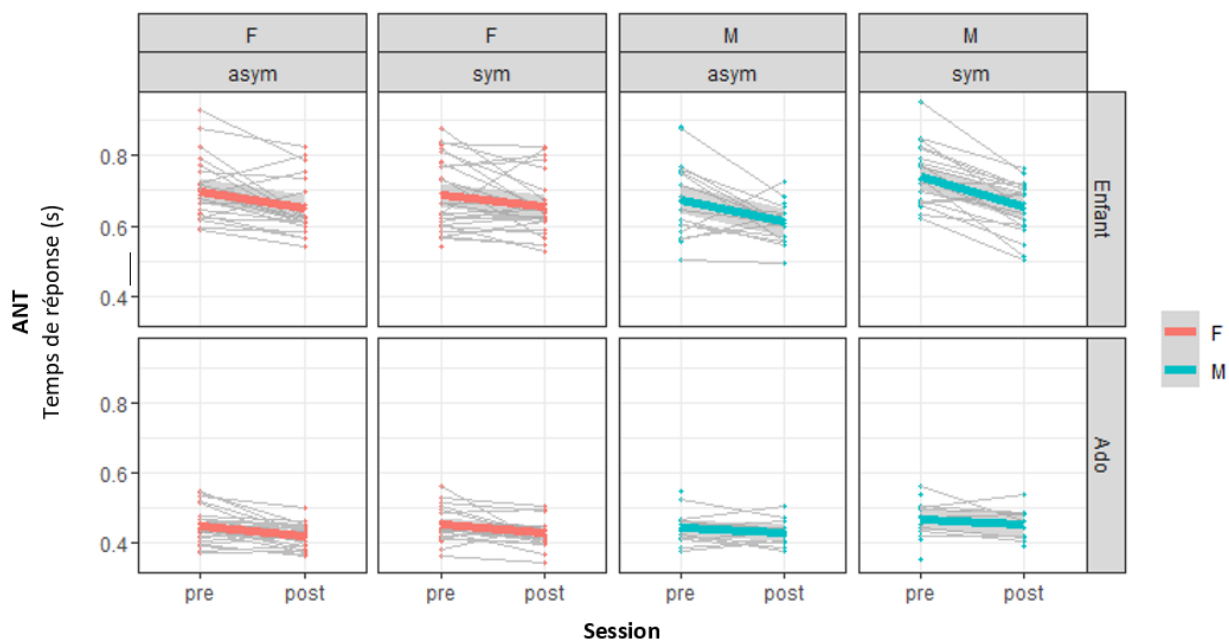 F F M M
asym sym asym sym
0.8
0.6
0.4
Enfant
0.8
0.6
0.4
Ado
ANT
Temps de réponse (s)
pre post pre post pre post pre post
Session
F
M